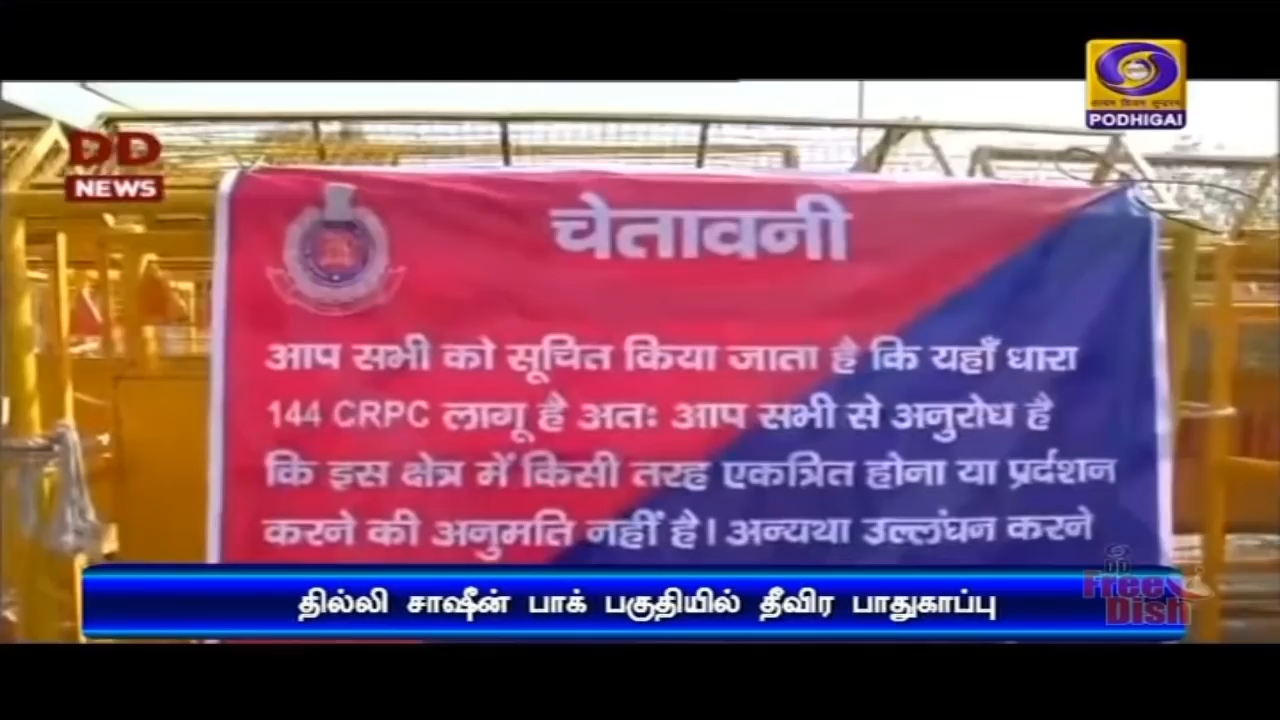 PODHIGAI
DD
NEWS
चेतावनी
आप सभी को सूचित किया जाता है कि यहाँ धारा
144 CRPC लागू है अतः आप सभी से अनुरोध है
कि इस क्षेत्र में किसी तरह एकत्रित होना या प्रर्दशन
करने की अनुमति नहीं है। अन्यथा उल्लंघन करने
தில்லி சாஷீன் பாக் பகுதியில் தீவிர பாதுகாப்பு
DD
Free
Dish